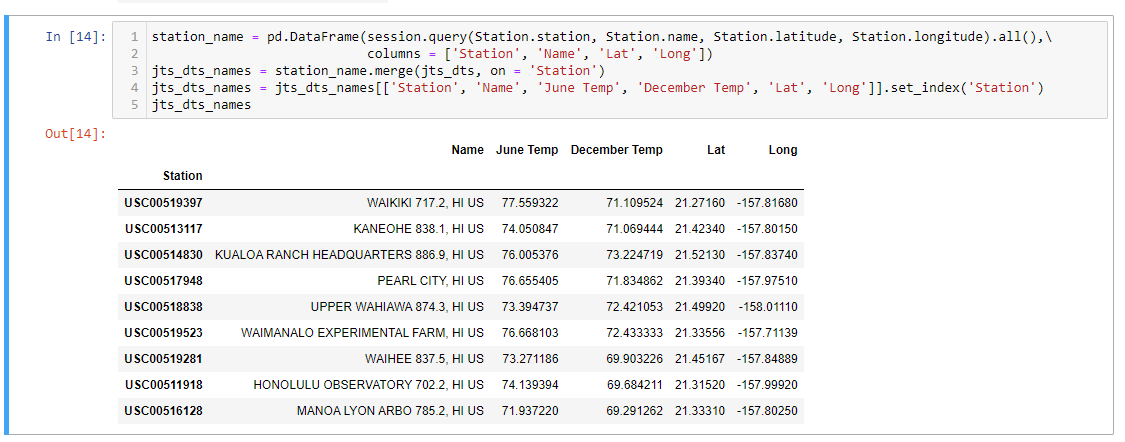 In [14]:
1 station_name = pd.DataFrame(session.query(Station.station, Station.name, Station.latitude, Station.longitude).all(),\
2 columns = ['Station', 'Name', 'Lat', 'Long'])
3 jts_dts_names = station_name.merge(jts_dts, on = 'Station')
4 jts_dts_names = jts_dts_names[['Station', 'Name', 'June Temp', 'December Temp', 'Lat', 'Long']].set_index('Station')
5 jts_dts_names
Out[14]:
Name June Temp December Temp Lat Long
Station
USC00519397 WAIKIKI 717.2, HI US 77.559322 71.109524 21.27160 -157.81680
USC00513117 KANEOHE 838.1, HI US 74.050847 71.069444 21.42340 -157.80150
USC00514830 KUALOA RANCH HEADQUARTERS 886.9, HI US 76.005376 73.224719 21.52130 -157.83740
USC00517948 PEARL CITY, HI US 76.655405 71.834862 21.39340 -157.97510
USC00518838 UPPER WAHIAWA 874.3, HI US 73.394737 72.421053 21.49920 -158.01110
USC00519523 WAIMANALO EXPERIMENTAL FARM, HI US 76.668103 72.433333 21.33556 -157.71139
USC00519281 WAIHEE 837.5, HI US 73.271186 69.903226 21.45167 -157.84889
USC00511918 HONOLULU OBSERVATORY 702.2, HI US 74.139394 69.684211 21.31520 -157.99920
USC00516128 MANOA LYON ARBO 785.2, HI US 71.937220 69.291262 21.33310 -157.80250